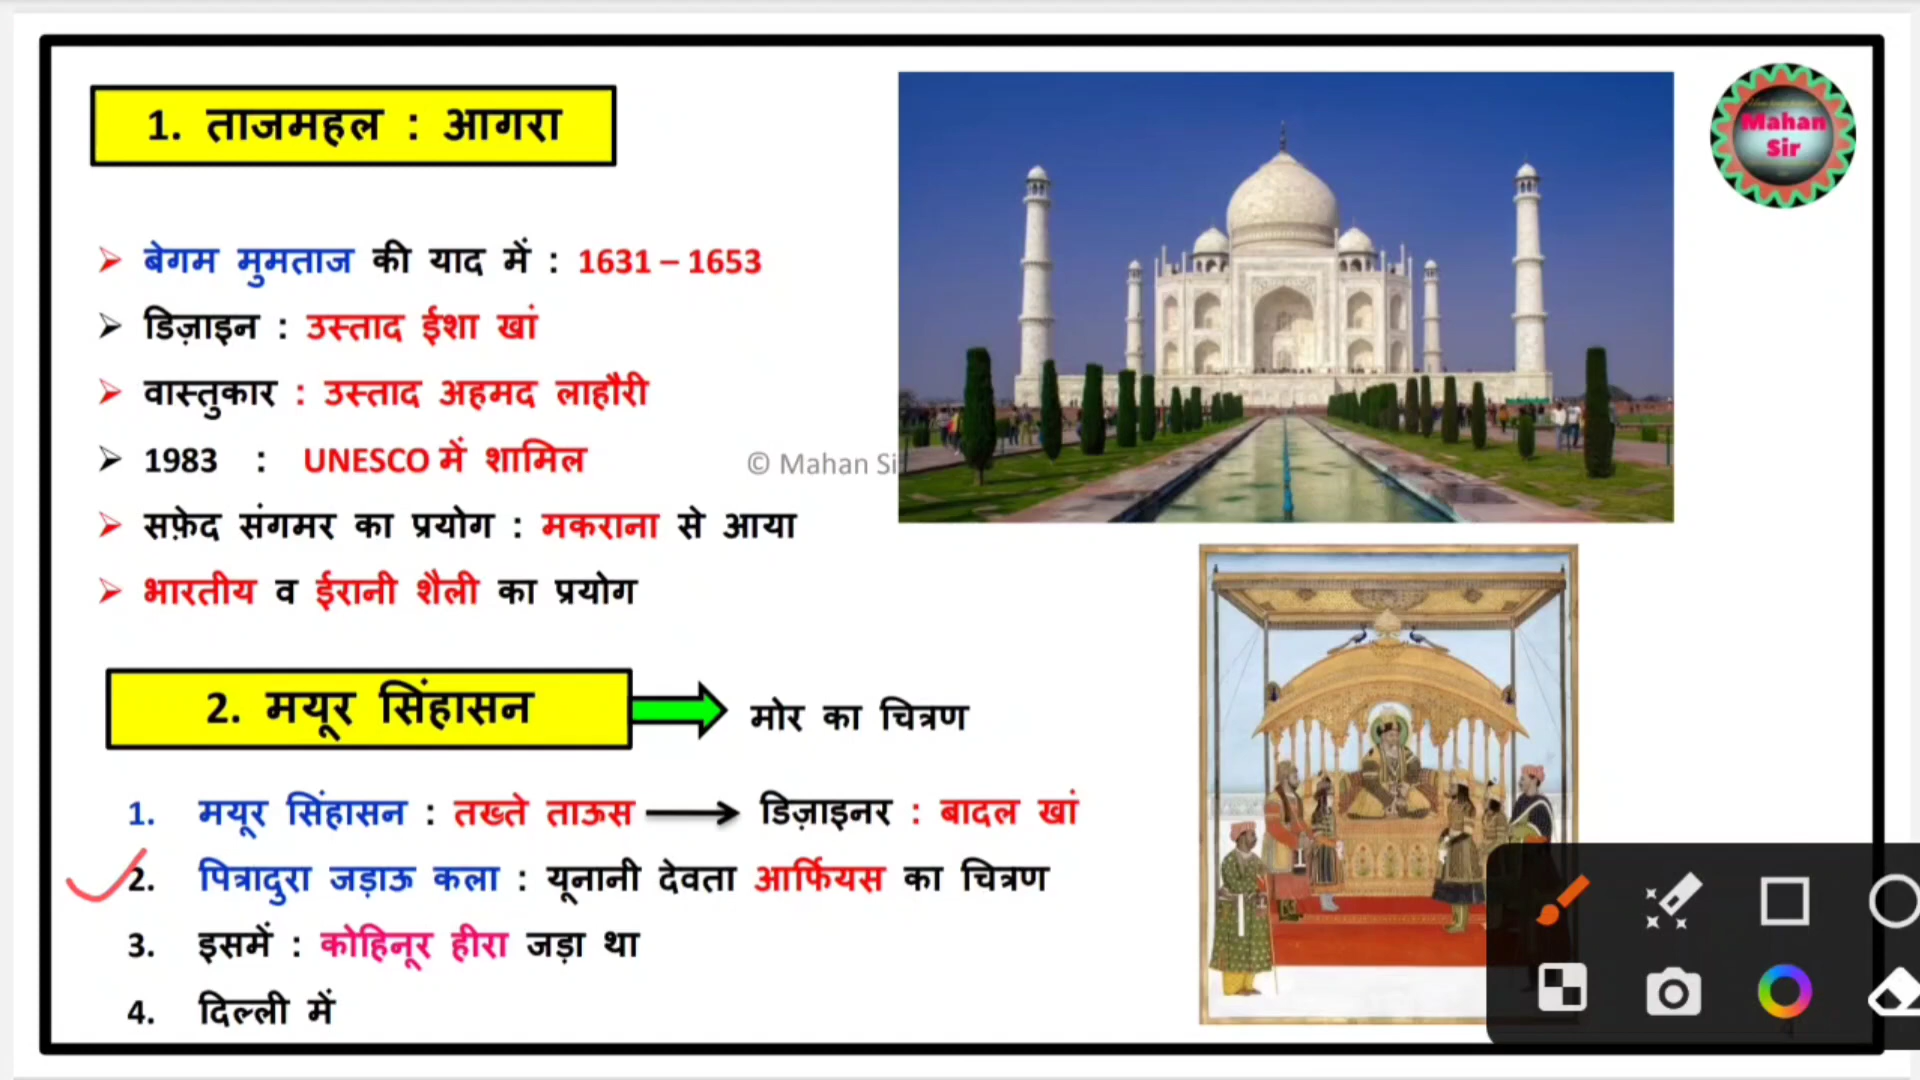 1. ताजमहल : आगरा
Mahan
Sir
➢ बेगम मुमताज की याद में : 1631 – 1653
➢ डिज़ाइन : उस्ताद ईशा खां
➢ वास्तुकार : उस्ताद अहमद लाहौरी
➢ 1983 : UNESCO में शामिल
© Mahan Si
➢ सफ़ेद संगमर का प्रयोग : मकराना से आया
➢ भारतीय व ईरानी शैली का प्रयोग
2. मयूर सिंहासन
मोर का चित्रण
1. मयूर सिंहासन : तख्ते ताऊस ⟶ डिज़ाइनर : बादल खां
2. पित्रादुरा जड़ाऊ कला : यूनानी देवता आर्फियस का चित्रण
3. इसमें : कोहिनूर हीरा जड़ा था
4. दिल्ली में